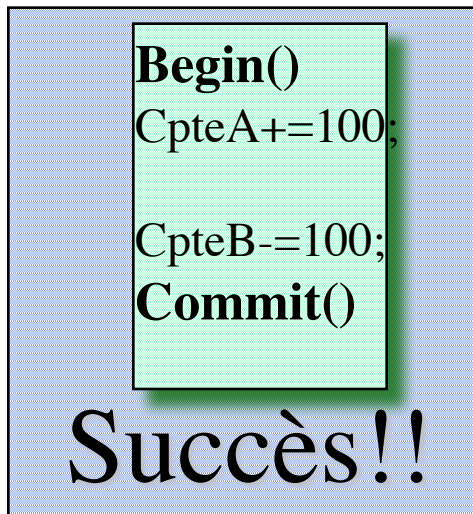 Begin()
CpteA+=100;
CpteB-=100;
Commit()
Succès!!